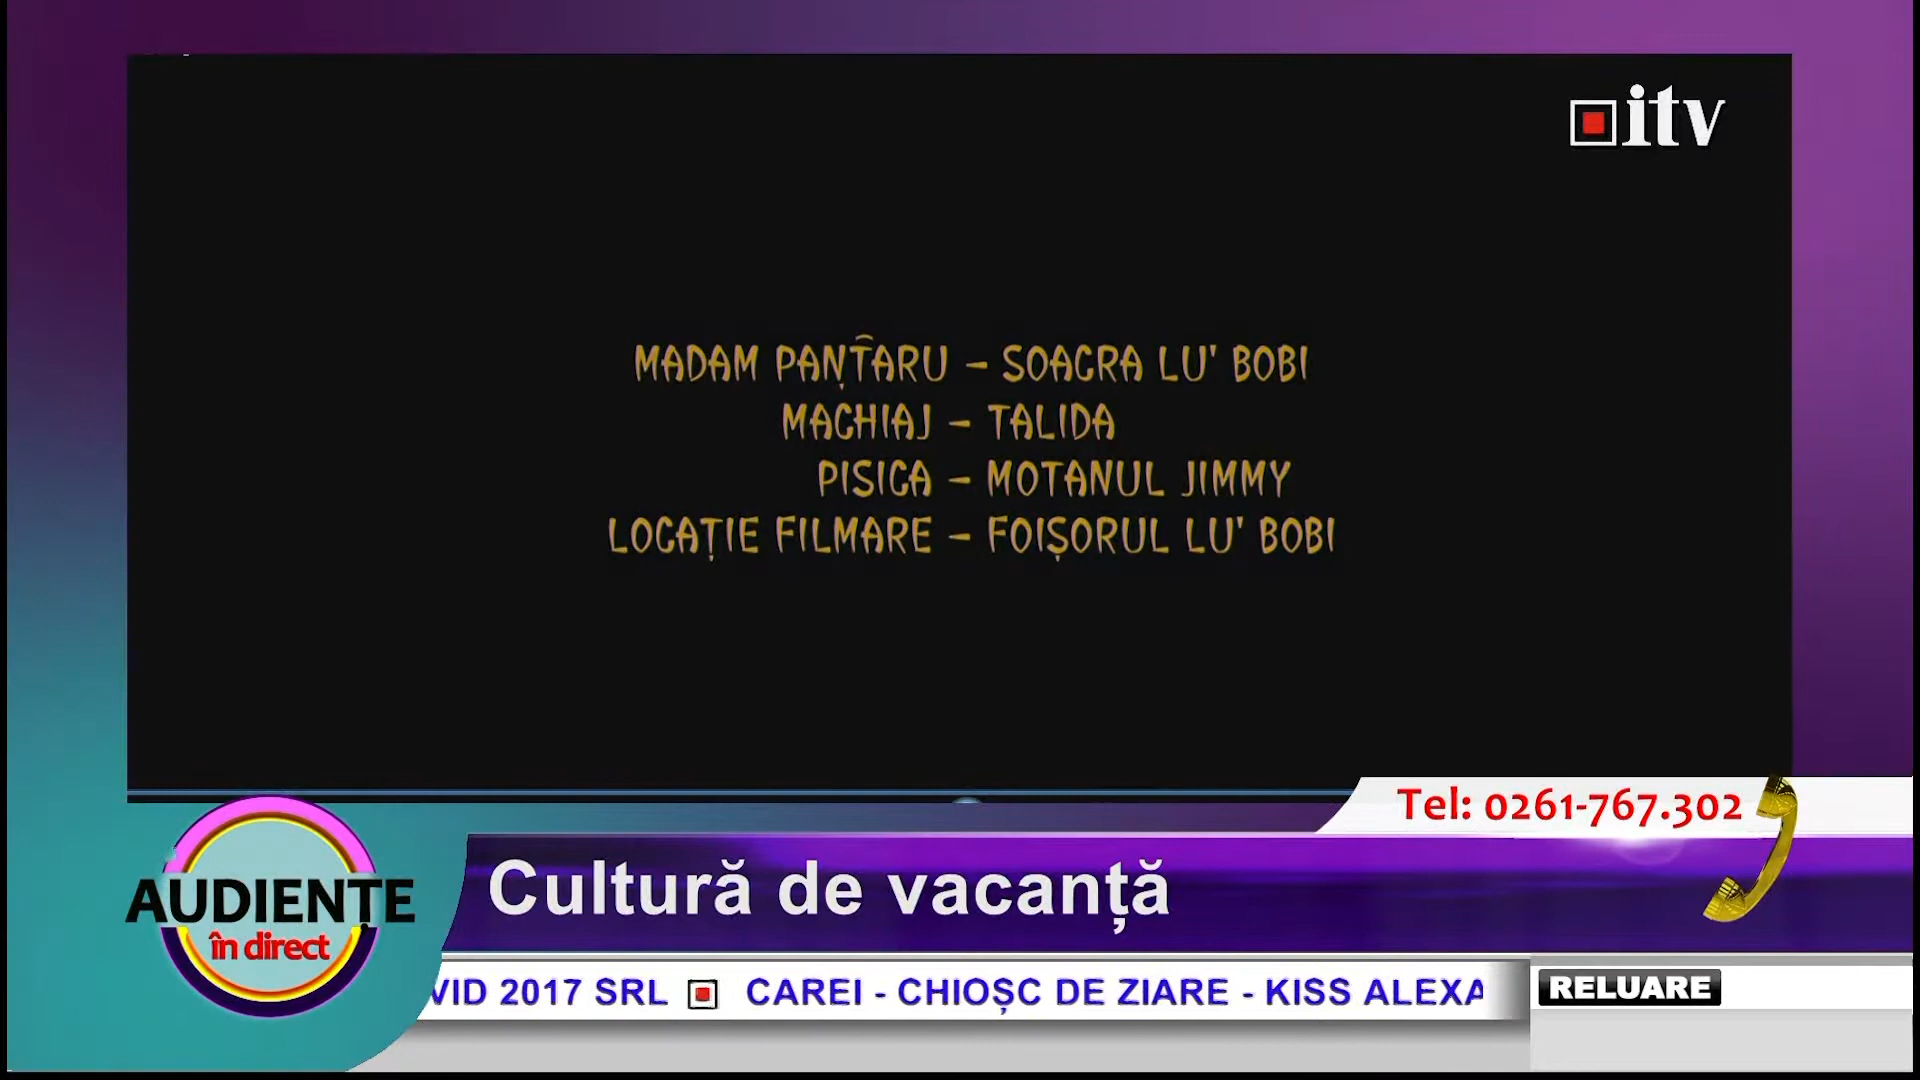 itv
MADAM PANȚARU – SOACRA LU' BOBI
MACHIAJ – TALIDA
PISICA – MOTANUL JIMMY
LOCAȚIE FILMARE – FOIȘORUL LU' BOBI
Tel: 0261-767.302
Cultură de vacanță
AUDIENȚE
în direct
VID 2017 SRL CAREI - CHIOȘC DE ZIARE - KISS ALEXA
RELUARE